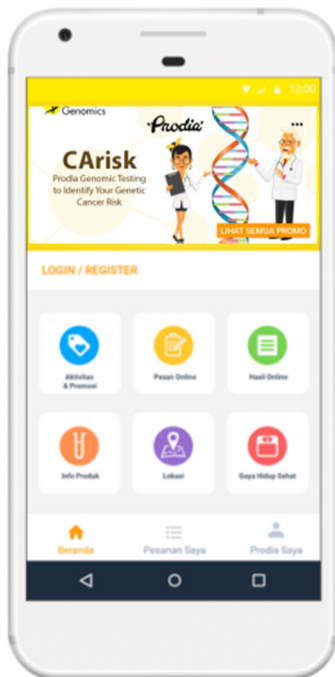 13:00
Genomics
Prodia
CArisk
Prodia Genomic Testing
to Identify Your Genetic
Cancer Risk
LIHAT SEMUA PROMO
LOGIN / REGISTER
Aktivitas
& Promosi
Pesan Online
Hasil Online
Info Produk
Lokasi
Gaya Hidup Sehat
Beranda
Pesanan Saya
Prodia Saya